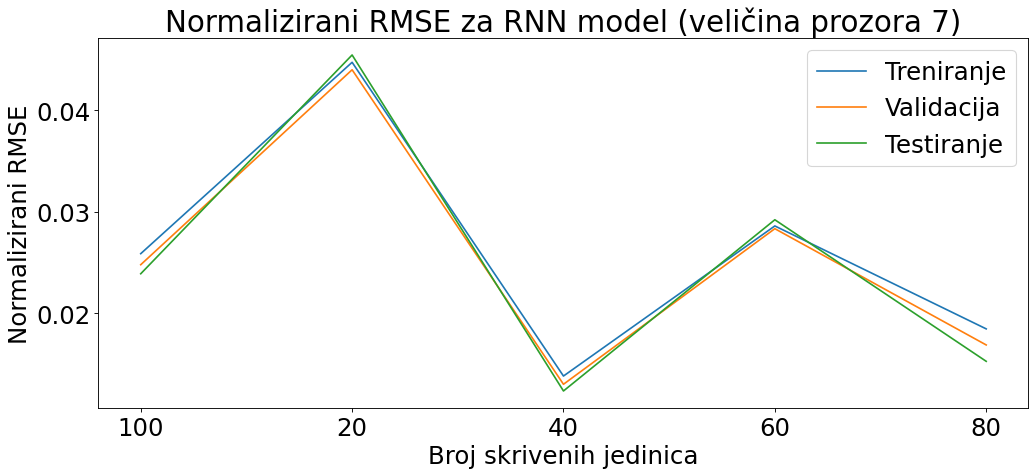 Normalizirani RMSE za RNN model (veličina prozora 7)
Treniranje
Validacija
Testiranje
Normalizirani RMSE
0.04
0.03
0.02
100 20 40 60 80
Broj skrivenih jedinica